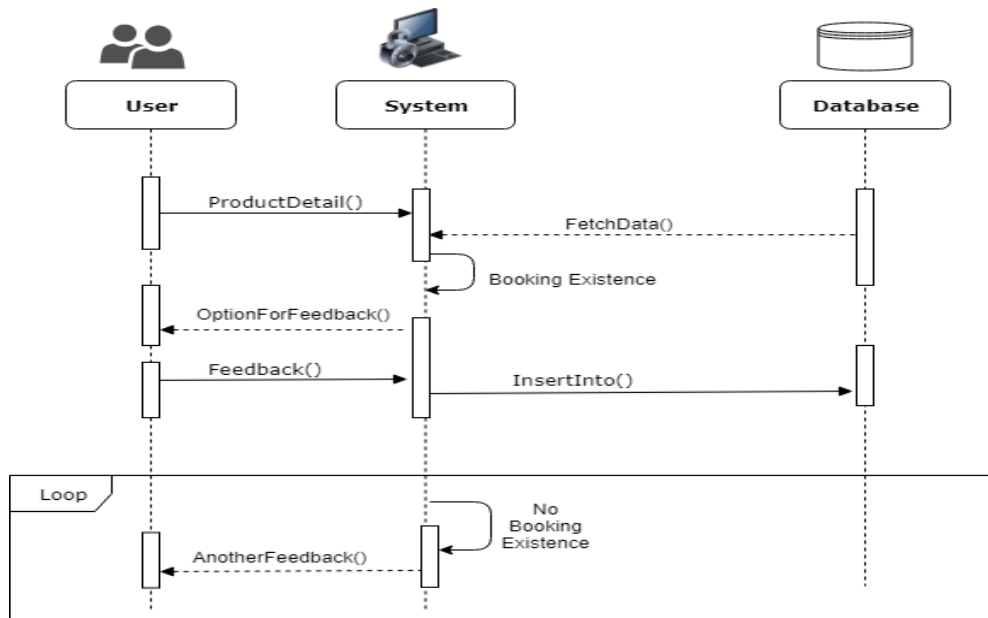 User
System
Database
ProductDetail()
FetchData()
Booking Existence
OptionForFeedback()
Feedback()
InsertInto()
Loop
No
Booking
Existence
AnotherFeedback()